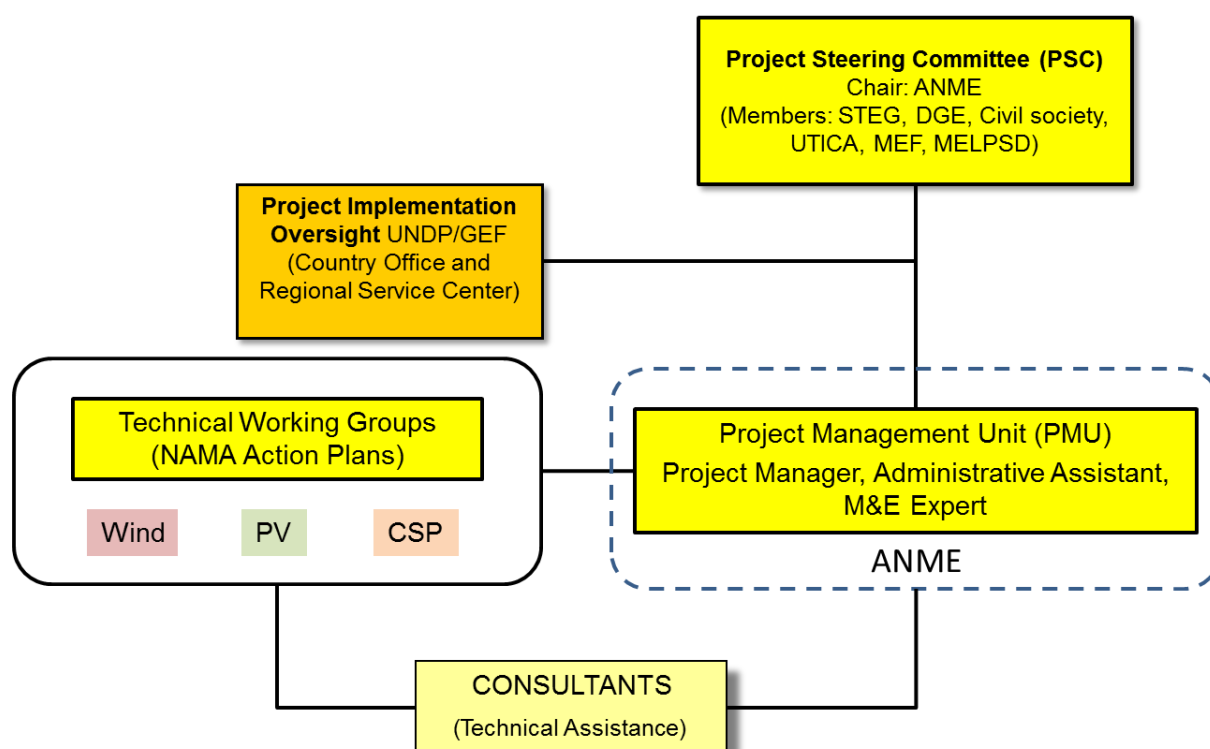 Project Steering Committee (PSC)
Chair: ANME
(Members: STEG, DGE, Civil society,
UTICA, MEF, MELPSD)
Project Implementation
Oversight UNDP/GEF
(Country Office and
Regional Service Center)
Technical Working Groups
(NAMA Action Plans)
Wind
PV
CSP
Project Management Unit (PMU)
Project Manager, Administrative Assistant,
M&E Expert
ANME
CONSULTANTS
(Technical Assistance)